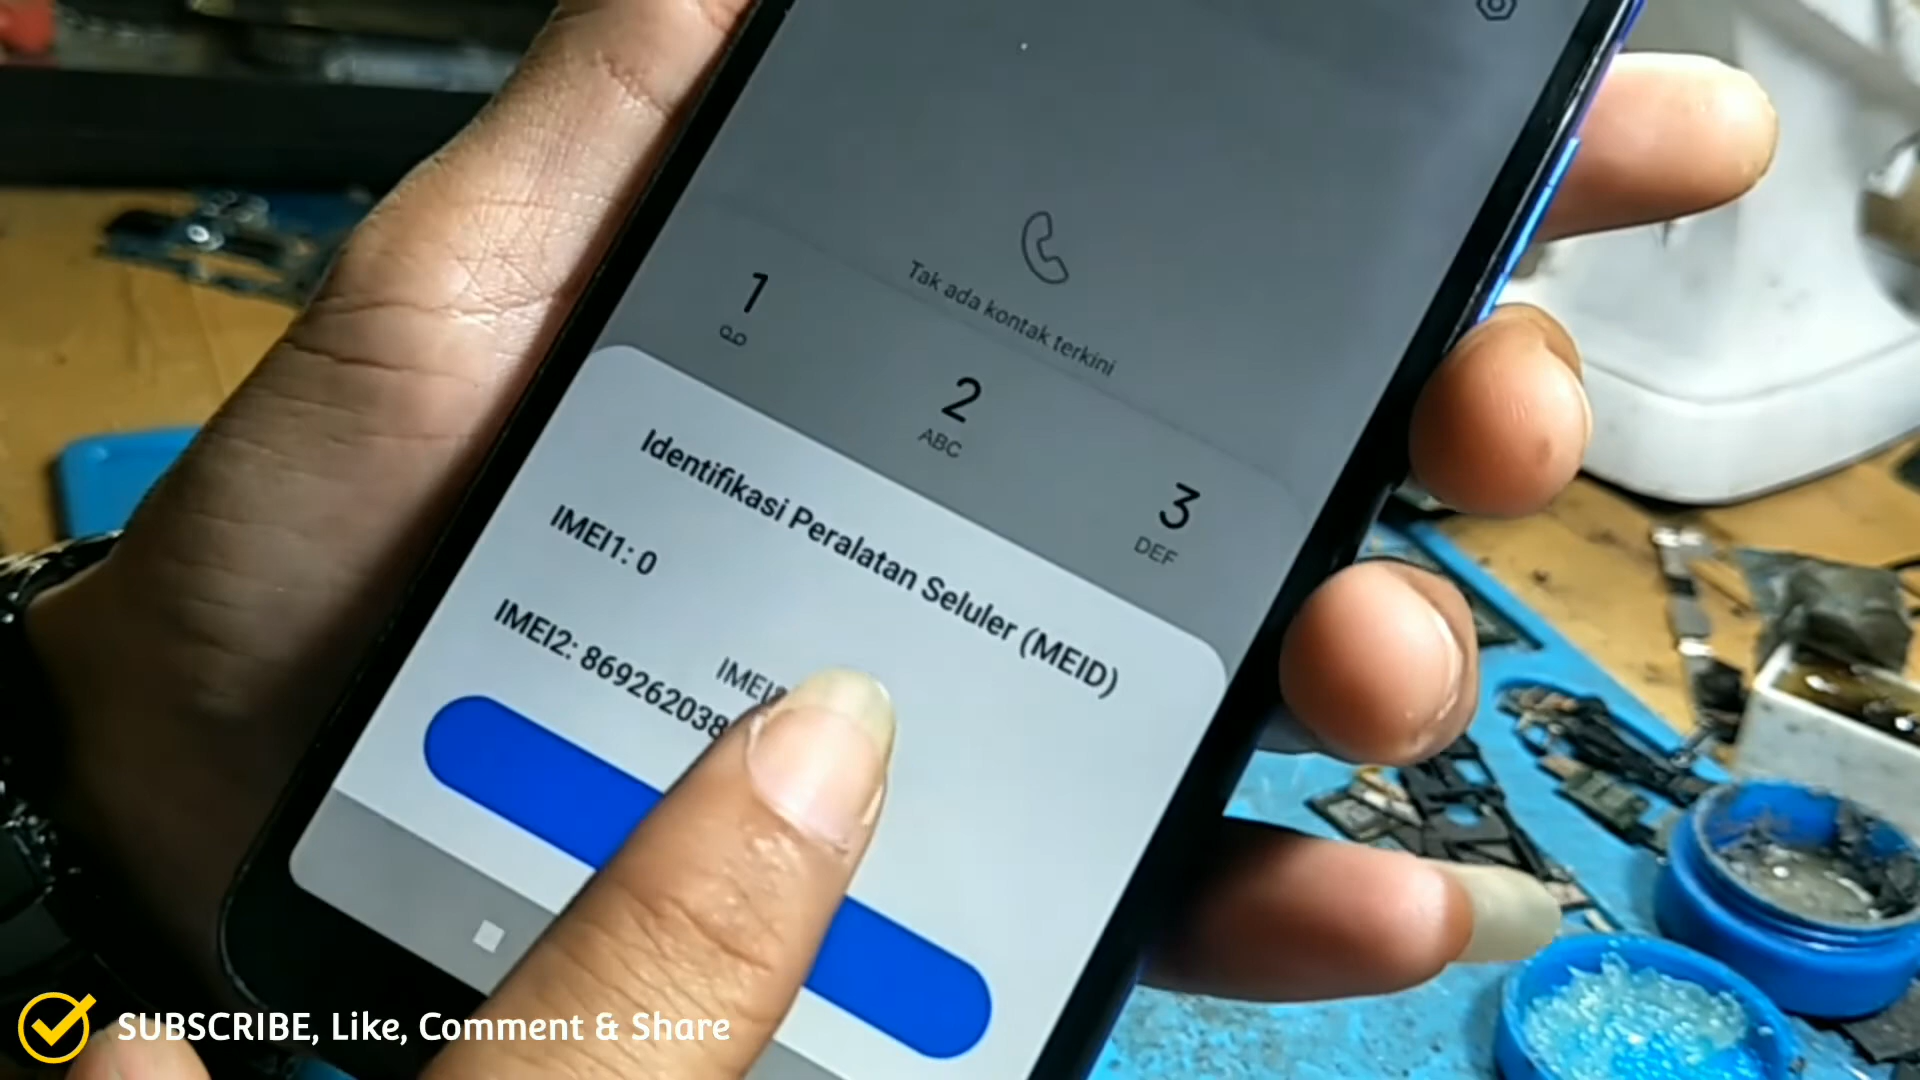 Tak ada kontak terkini
1
2
ABC
3
DEF
Identifikasi Peralatan Seluler (MEID)
IMEI1: 0
IMEI2: 869262038
IMEI
SUBSCRIBE, Like, Comment & Share